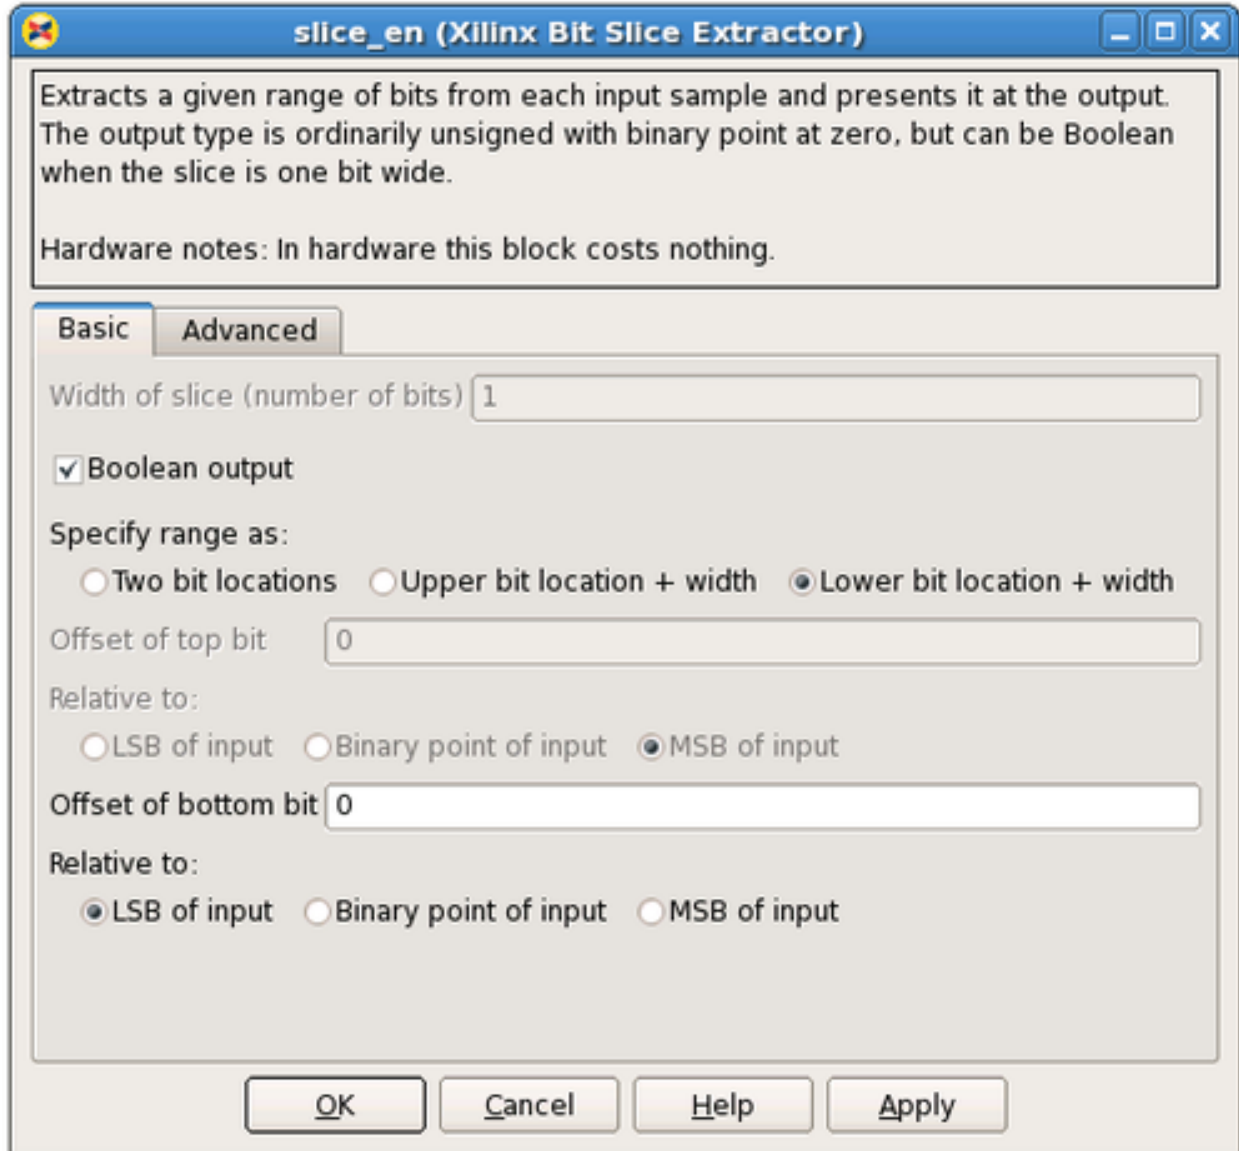 slice_en (Xilinx Bit Slice Extractor)
Extracts a given range of bits from each input sample and presents it at the output.
The output type is ordinarily unsigned with binary point at zero, but can be Boolean
when the slice is one bit wide.
Hardware notes: In hardware this block costs nothing.
Basic Advanced
Width of slice (number of bits) 1
Boolean output
Specify range as:
Two bit locations Upper bit location + width Lower bit location + width
Offset of top bit 0
Relative to:
LSB of input Binary point of input MSB of input
Offset of bottom bit 0
Relative to:
LSB of input Binary point of input MSB of input
OK Cancel Help Apply